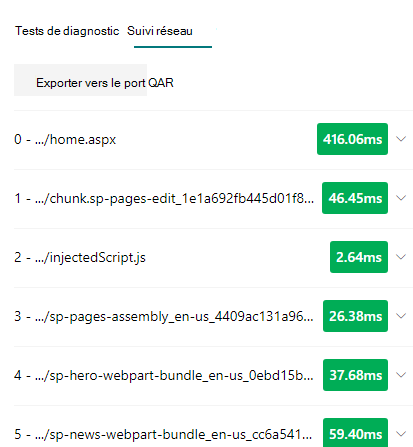 Tests de diagnostic Suivi réseau
Exporter vers le port QAR
0 - .../home.aspx 416.06ms
1 - .../chunk.sp-pages-edit_1e1a692fb445d01f8... 46.45ms
2 - .../injectedScript.js 2.64ms
3 - .../sp-pages-assembly_en-us_4409ac131a96... 26.38ms
4 - .../sp-hero-webpart-bundle_en-us_0ebd15b... 37.68ms
5 - .../sp-news-webpart-bundle_en-us_cc6a541... 59.40ms